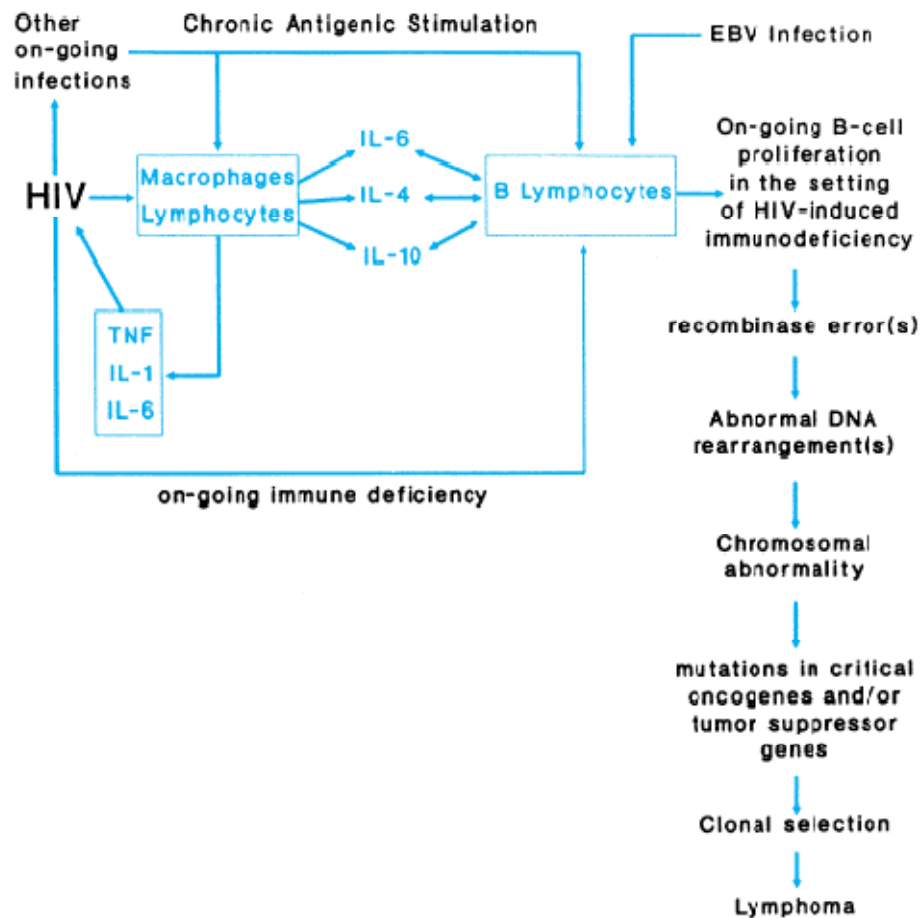 Other
on-going
infections
Chronic Antigenic Stimulation
EBV Infection
HIV
Macrophages
Lymphocytes
IL-6
IL-4
IL-10
B Lymphocytes
On-going B-cell
proliferation
in the setting
of HIV-induced
immunodeficiency
TNF
IL-1
IL-6
on-going immune deficiency
recombinase error(s)
Abnormal DNA
rearrangement(s)
Chromosomal
abnormality
mutations in critical
oncogenes and/or
tumor suppressor
genes
Clonal selection
Lymphoma